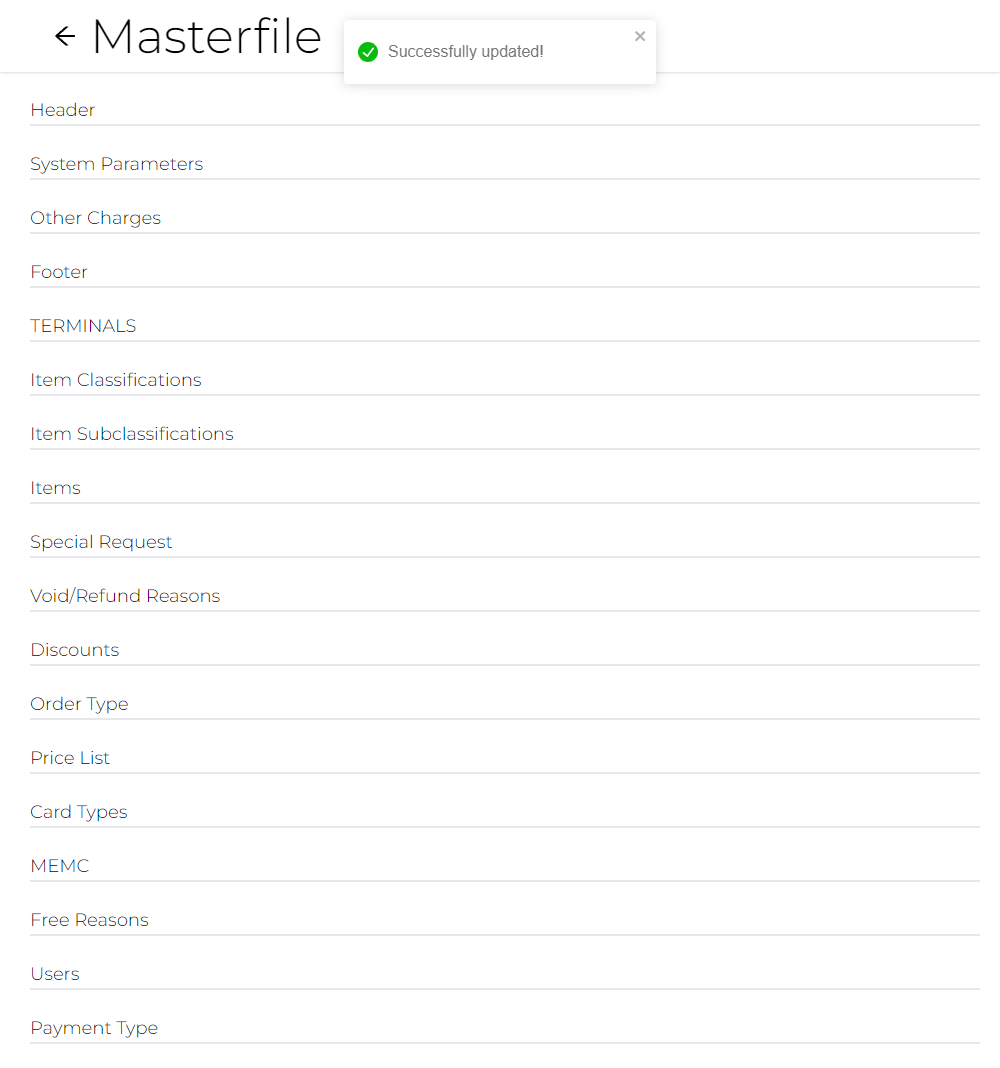 Masterfile
Successfully updated!
Header
System Parameters
Other Charges
Footer
TERMINALS
Item Classifications
Item Subclassifications
Items
Special Request
Void/Refund Reasons
Discounts
Order Type
Price List
Card Types
MEMC
Free Reasons
Users
Payment Type